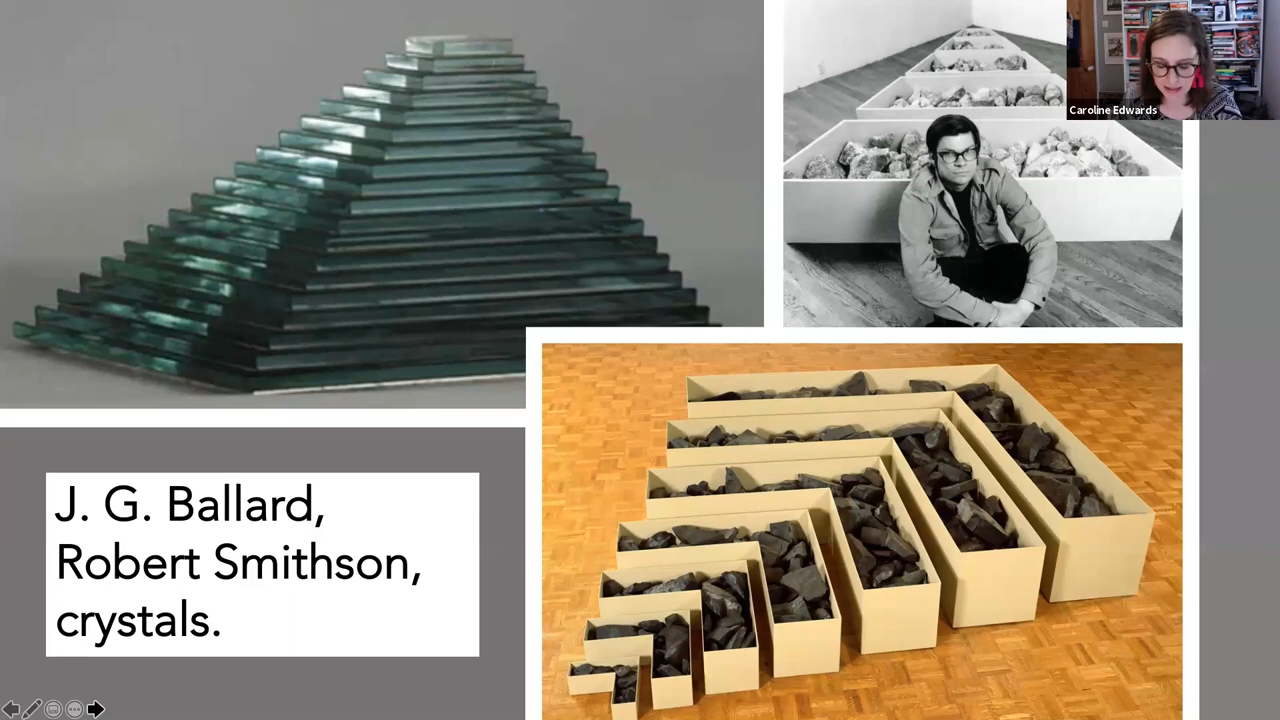 Caroline Edwards
J. G. Ballard,
Robert Smithson,
crystals.